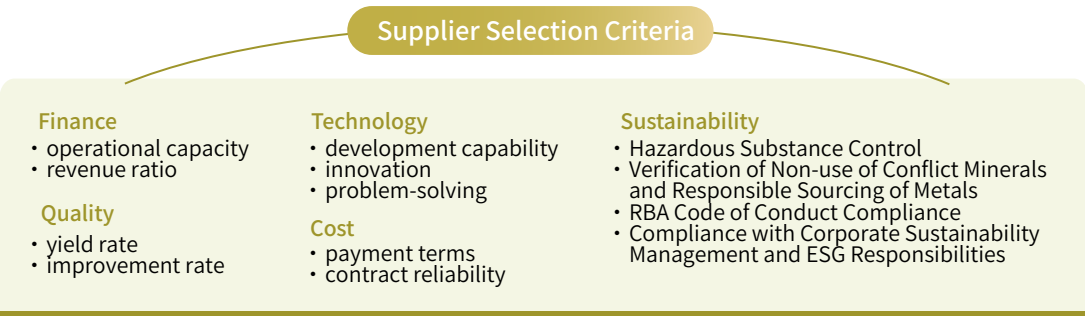 Supplier Selection Criteria
Finance
• operational capacity
• revenue ratio
Quality
• yield rate
• improvement rate
Technology
• development capability
• innovation
• problem-solving
Cost
• payment terms
• contract reliability
Sustainability
• Hazardous Substance Control
• Verification of Non-use of Conflict Minerals
and Responsible Sourcing of Metals
• RBA Code of Conduct Compliance
• Compliance with Corporate Sustainability
Management and ESG Responsibilities